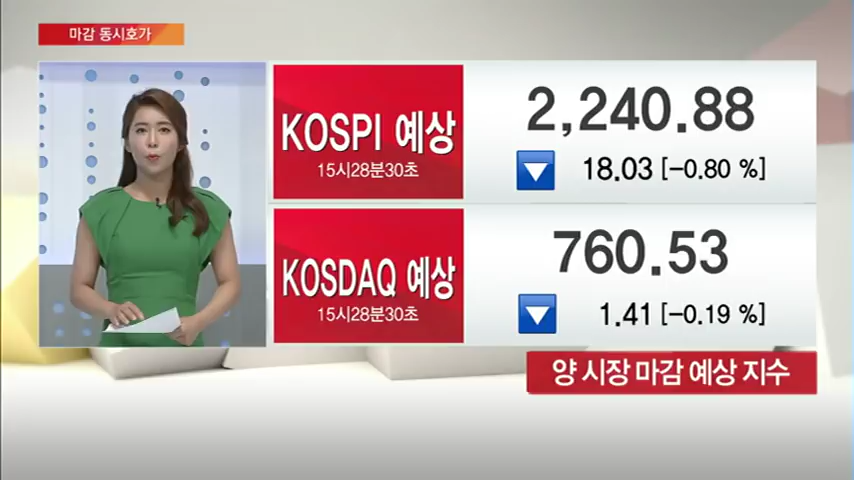 마감 동시호가
KOSPI 예상
15시28분30초
2,240.88
18.03 [-0.80 %]
KOSDAQ 예상
15시28분30초
760.53
1.41 [-0.19 %]
양 시장 마감 예상 지수